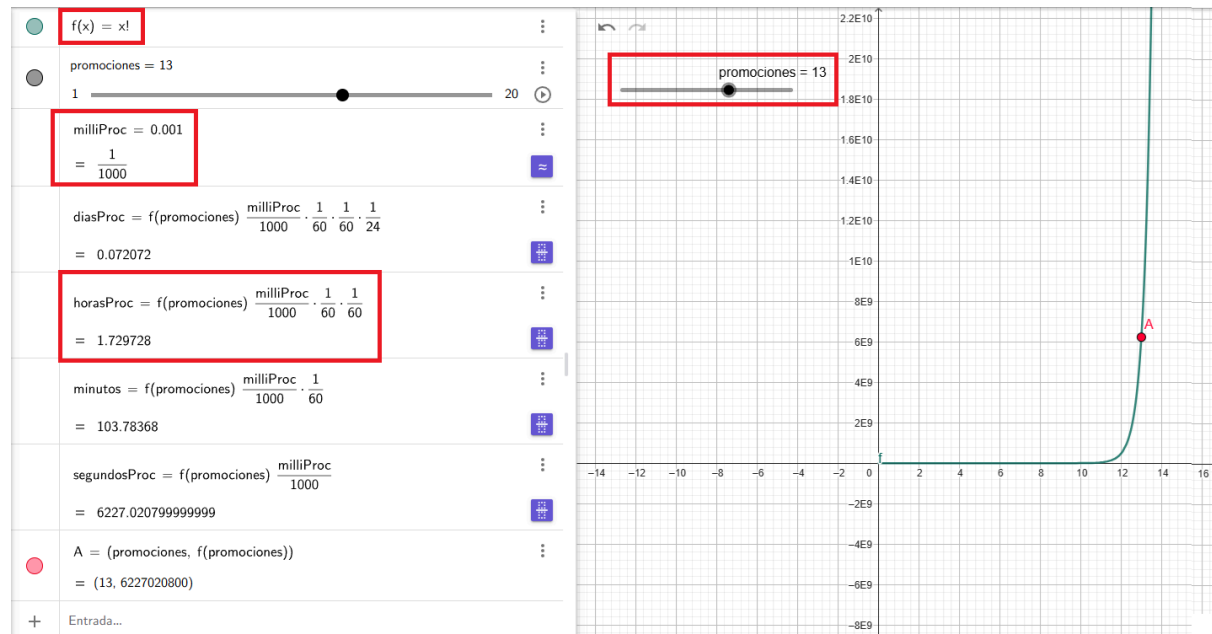 f(x) = x!
promociones = 13
1
20
milliProc = 0.001
= 1/1000
≈
diasProc = f(promociones) milliProc/1000 · 1/60 · 1/60 · 1/24
= 0.072072
horasProc = f(promociones) milliProc/1000 · 1/60 · 1/60
= 1.729728
minutos = f(promociones) milliProc/1000 · 1/60
= 103.78368
segundosProc = f(promociones) milliProc/1000
= 6227.020799999999
A = (promociones, f(promociones))
= (13, 6227020800)
+ Entrada...
promociones = 13
2.2E10
2E10
1.8E10
1.6E10
1.4E10
1.2E10
1E10
8E9
6E9
4E9
2E9
A
f
−14 −12 −10 −8 −6 −4 −2 0 2 4 6 8 10 12 14 16
−2E9
−4E9
−6E9
−8E9